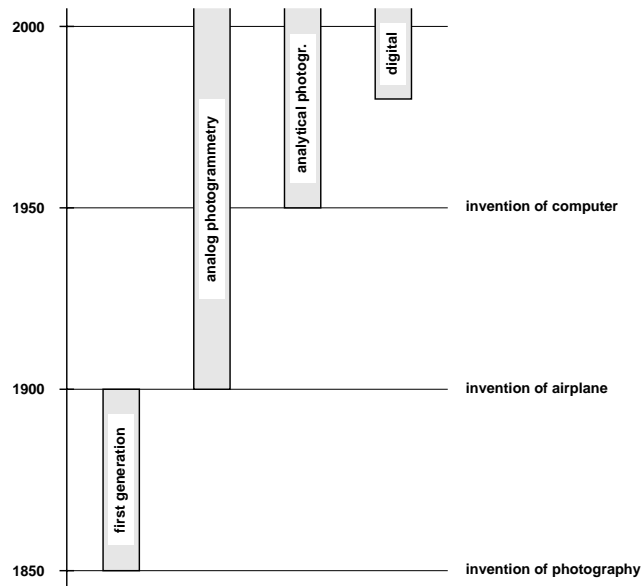 2000
analog photogrammetry
analytical photogr.
digital
1950
invention of computer
1900
invention of airplane
first generation
1850
invention of photography